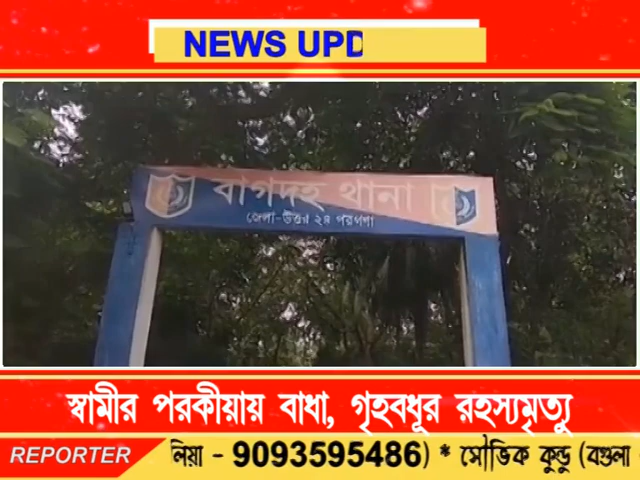 NEWS UPD
বাগদহ থানা
জেলা-উত্তর ২৪ পরগণা
স্বামীর পরকীয়ায় বাধা, গৃহবধূর রহস্যমৃত্যু
REPORTER লিয়া - 9093595486) * সৌভিক কুন্ডু (বগুলা